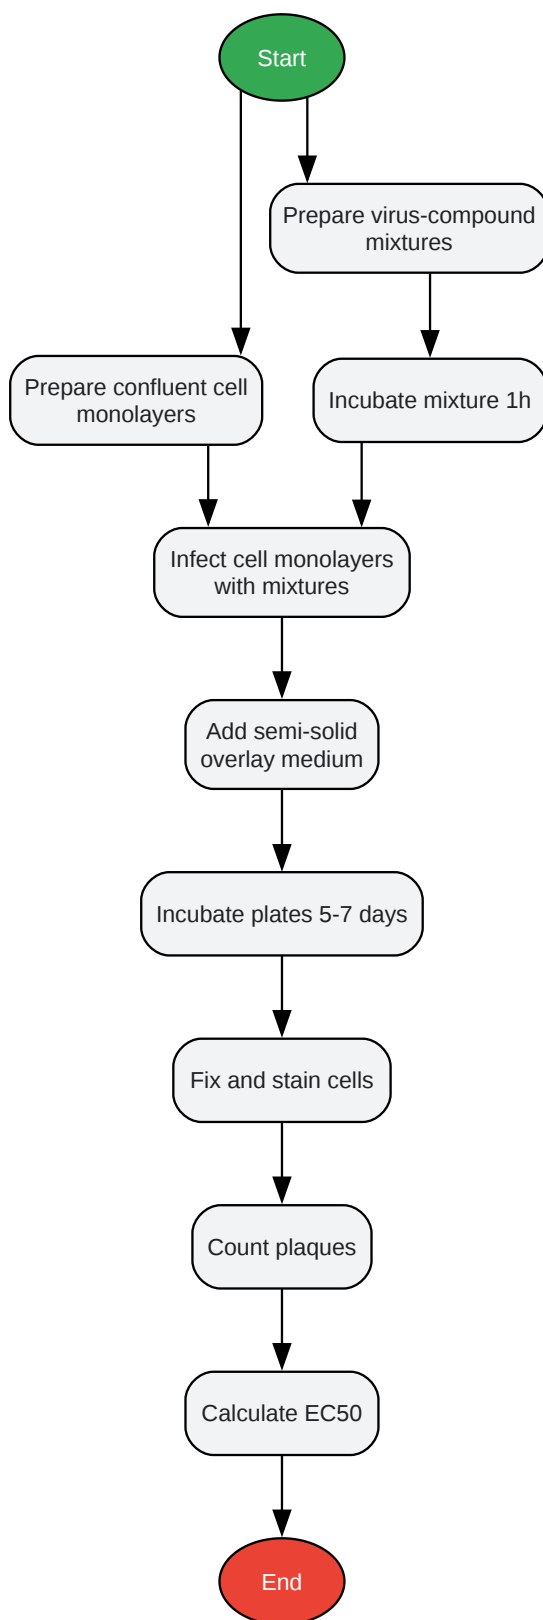 Start
Prepare virus-compound
mixtures
Prepare confluent cell
monolayers
Incubate mixture 1h
Infect cell monolayers
with mixtures
Add semi-solid
overlay medium
Incubate plates 5-7 days
Fix and stain cells
Count plaques
Calculate EC50
End